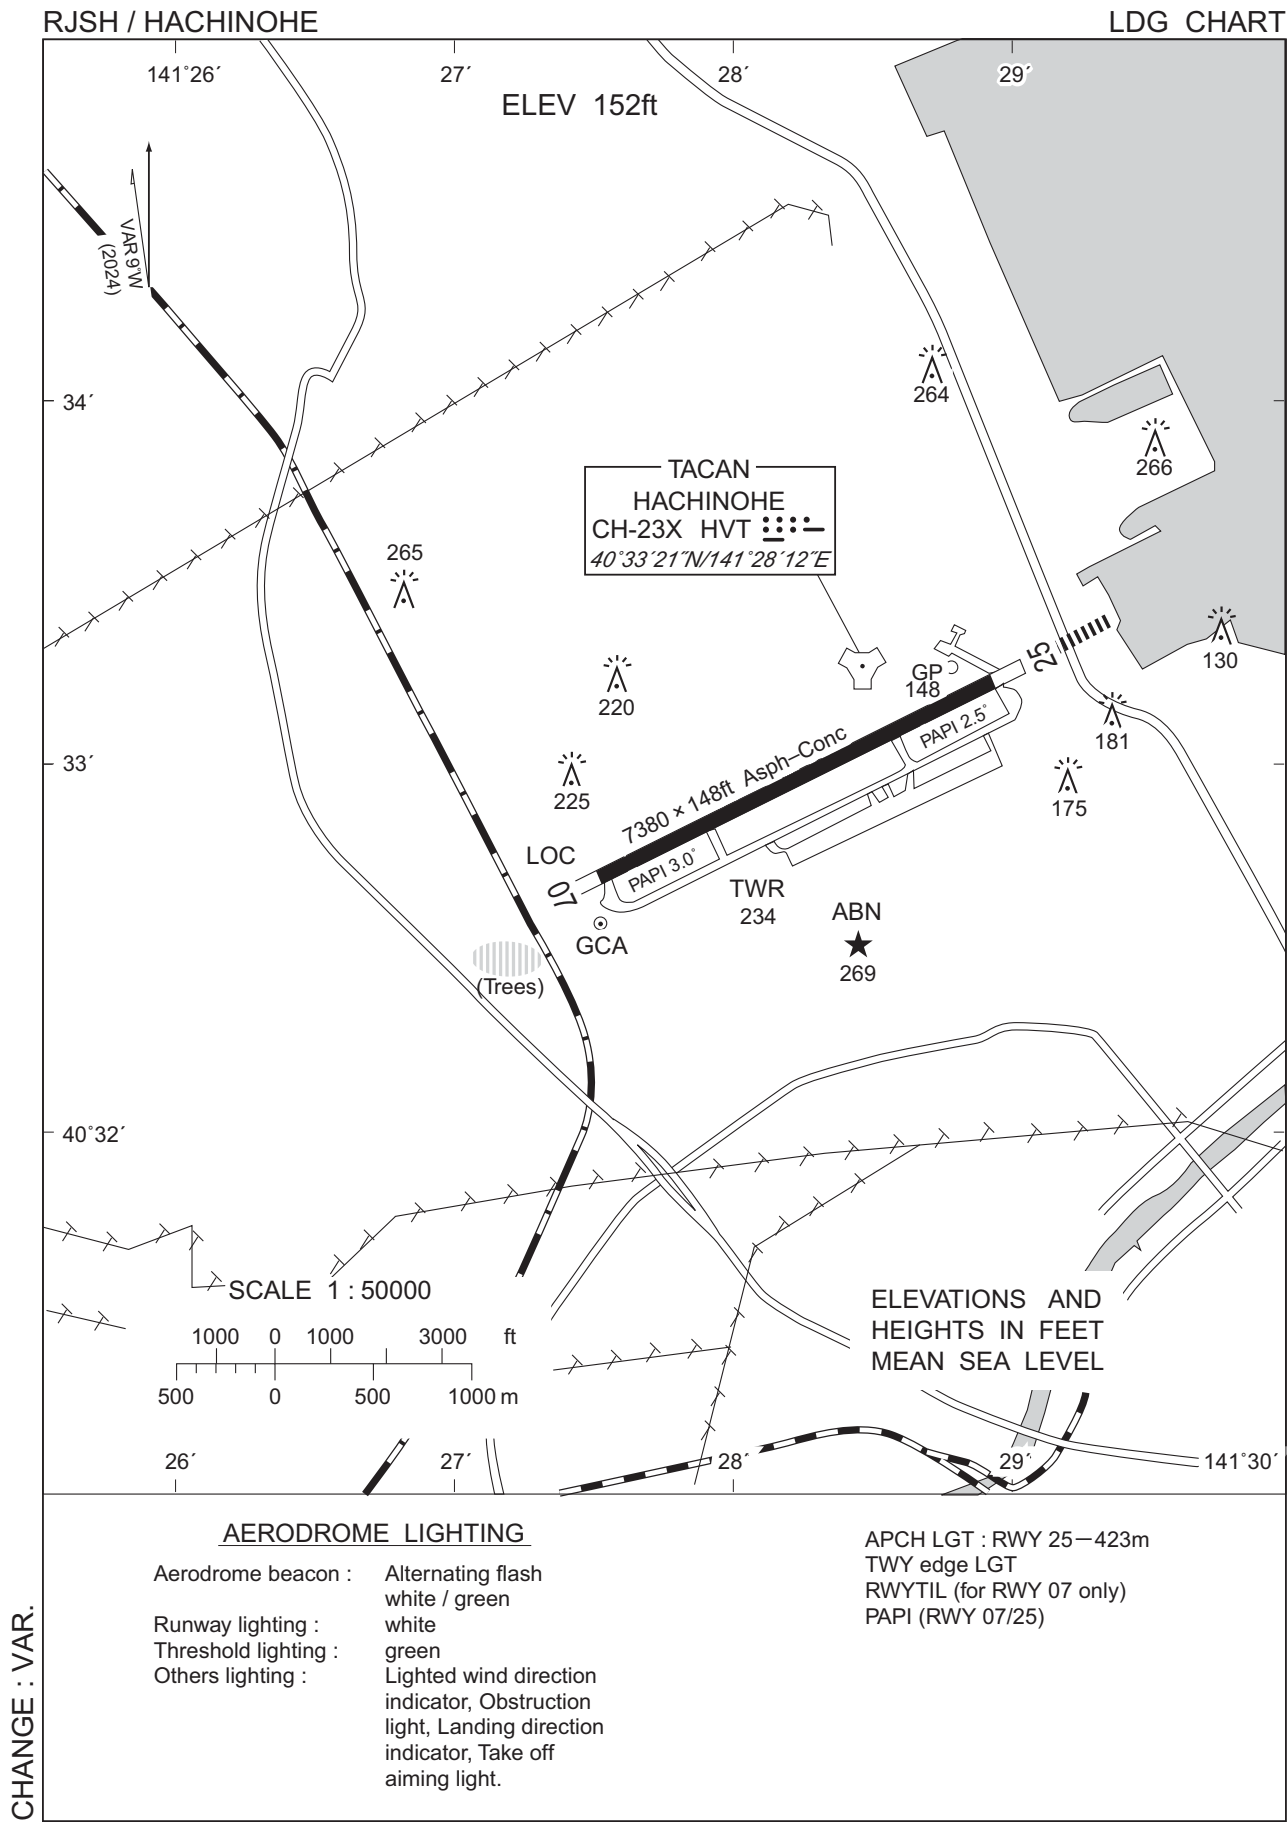 RJSH / HACHINOHE
LDG CHART
141°26′
27′
28′
29′
ELEV 152ft
VAR 9°W
(2024)
34′
264
266
TACAN
HACHINOHE
CH-23X HVT
40°33′21″N/141°28′12″E
265
220
GP
148
25
130
181
PAPI 2.5°
33′
225
175
7380 × 148ft Asph–Conc
LOC
PAPI 3.0°
07
TWR
234
ABN
269
GCA
(Trees)
40°32′
SCALE 1 : 50000
1000 0 1000 3000 ft
500 0 500 1000 m
ELEVATIONS AND
HEIGHTS IN FEET
MEAN SEA LEVEL
26′
27′
28′
29′
141°30′
AERODROME LIGHTING
Aerodrome beacon : Alternating flash
white / green
Runway lighting : white
Threshold lighting : green
Others lighting : Lighted wind direction
indicator, Obstruction
light, Landing direction
indicator, Take off
aiming light.
APCH LGT : RWY 25－423m
TWY edge LGT
RWYTIL (for RWY 07 only)
PAPI (RWY 07/25)
CHANGE : VAR.